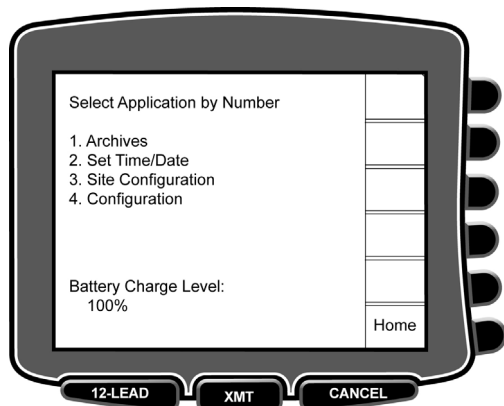 Select Application by Number
1. Archives
2. Set Time/Date
3. Site Configuration
4. Configuration
Battery Charge Level:
100%
Home
12-LEAD
XMT
CANCEL